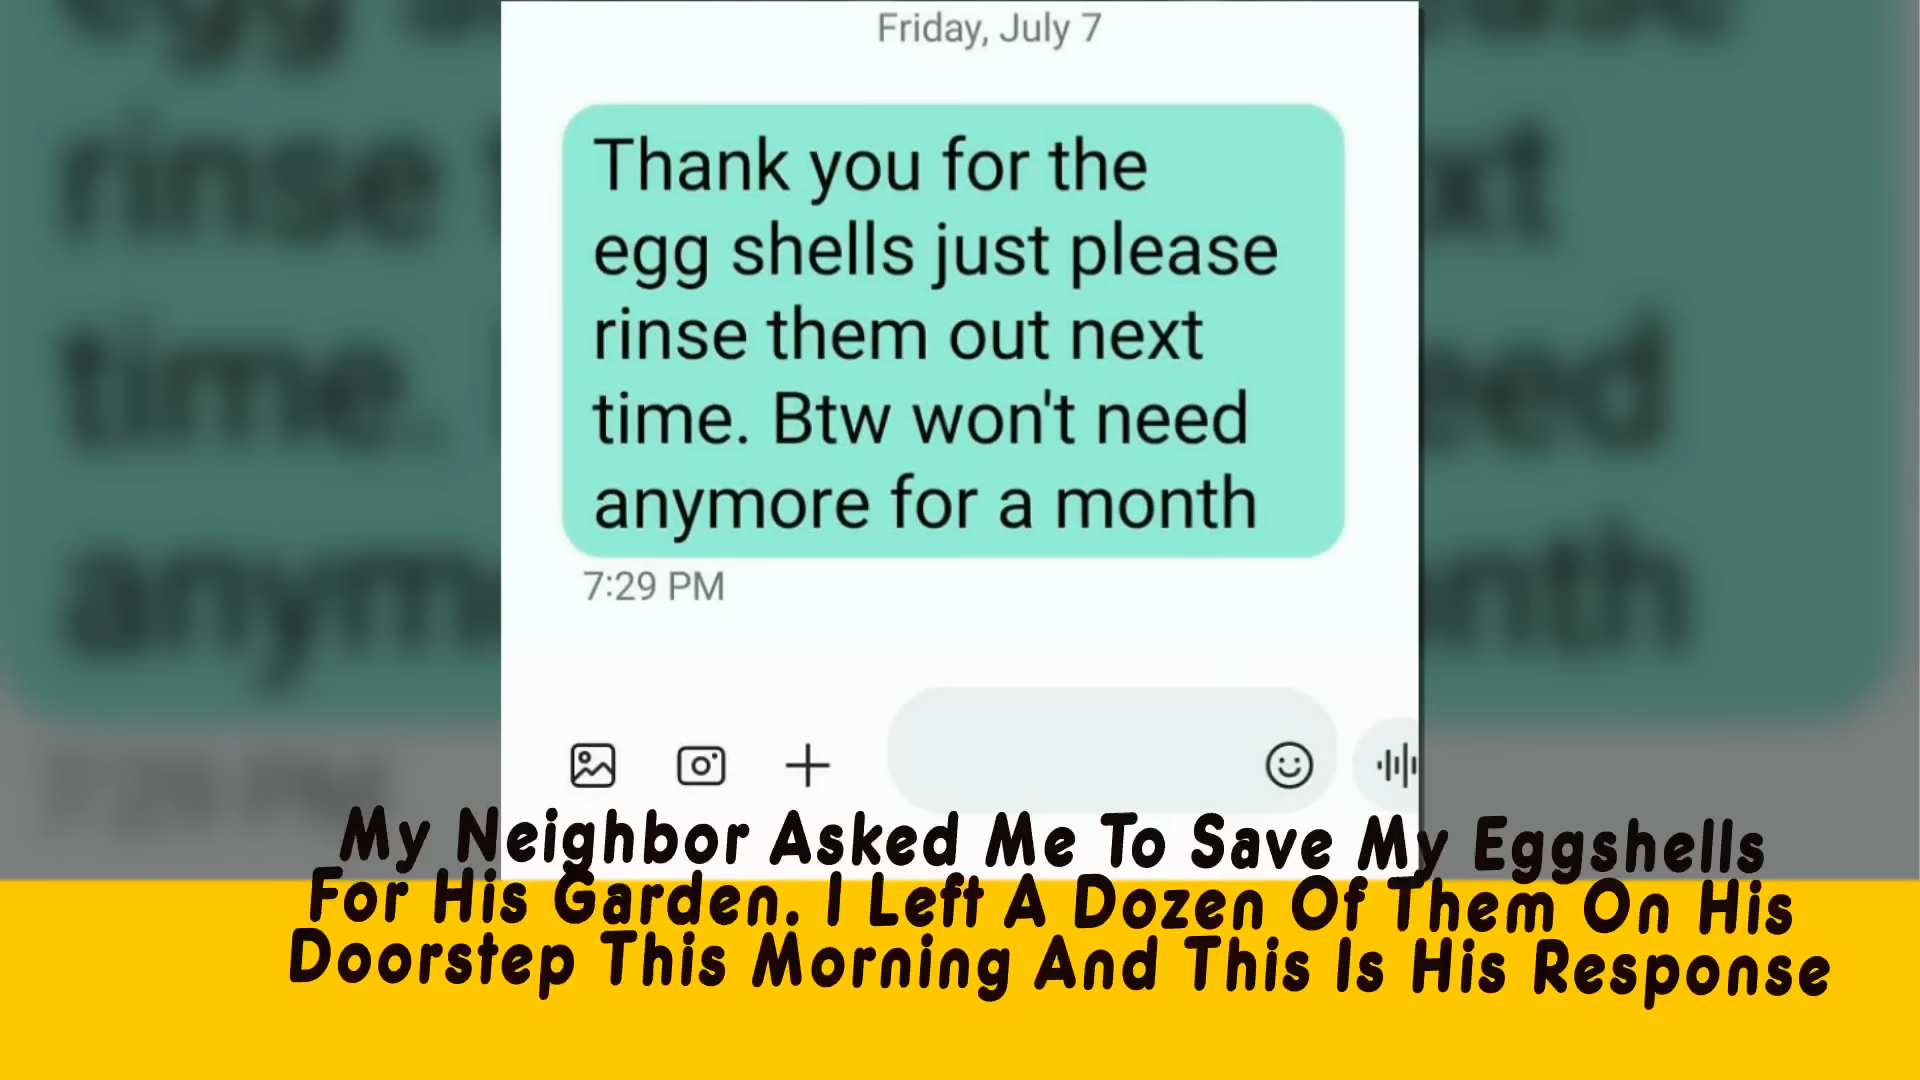 Friday, July 7
Thank you for the
egg shells just please
rinse them out next
time. Btw won't need
anymore for a month
7:29 PM
My Neighbor Asked Me To Save My Eggshells
For His Garden. I Left A Dozen Of Them On His
Doorstep This Morning And This Is His Response